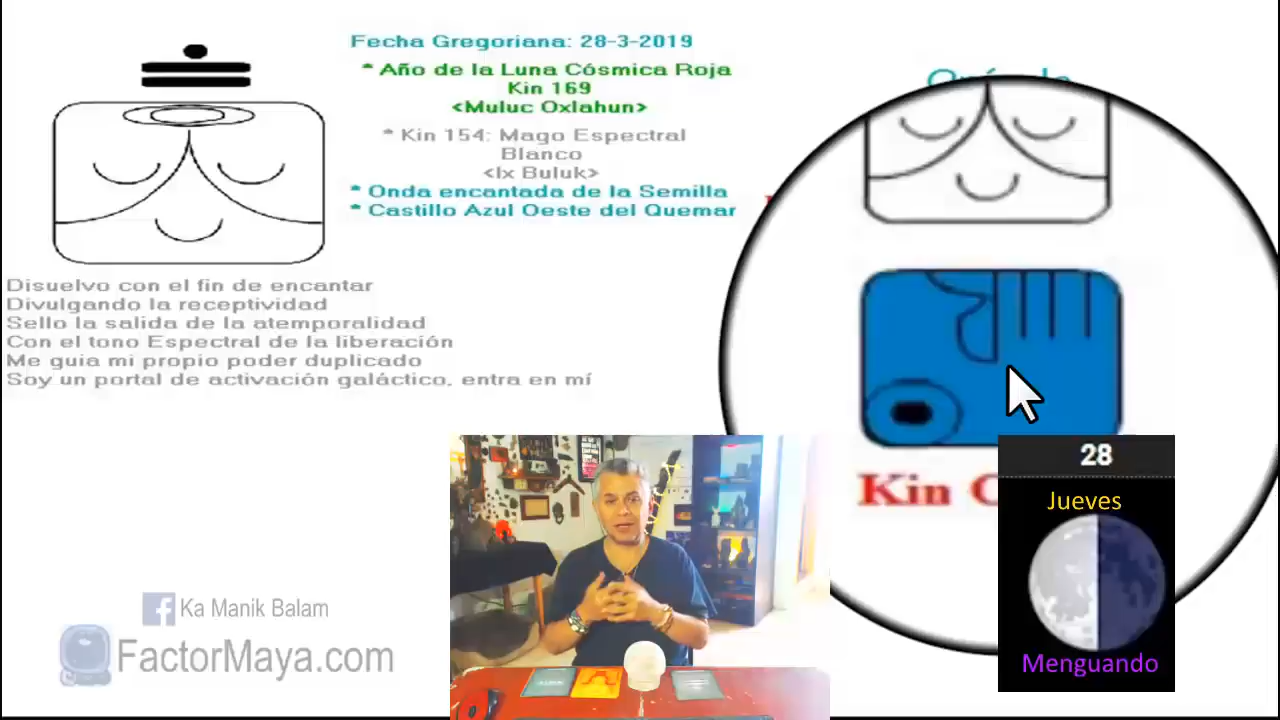 Fecha Gregoriana: 28-3-2019
* Año de la Luna Cósmica Roja
Kin 169
<Muluc Oxlahun>
* Kin 154: Mago Espectral
Blanco
<Ix Buluk>
* Onda encantada de la Semilla
* Castillo Azul Oeste del Quemar
Disuelvo con el fin de encantar
Divulgando la receptividad
Sello la salida de la atemporalidad
Con el tono Espectral de la liberación
Me guia mi propio poder duplicado
Soy un portal de activación galáctico, entra en mí
Kin
28
Jueves
Menguando
Ka Manik Balam
FactorMaya.com